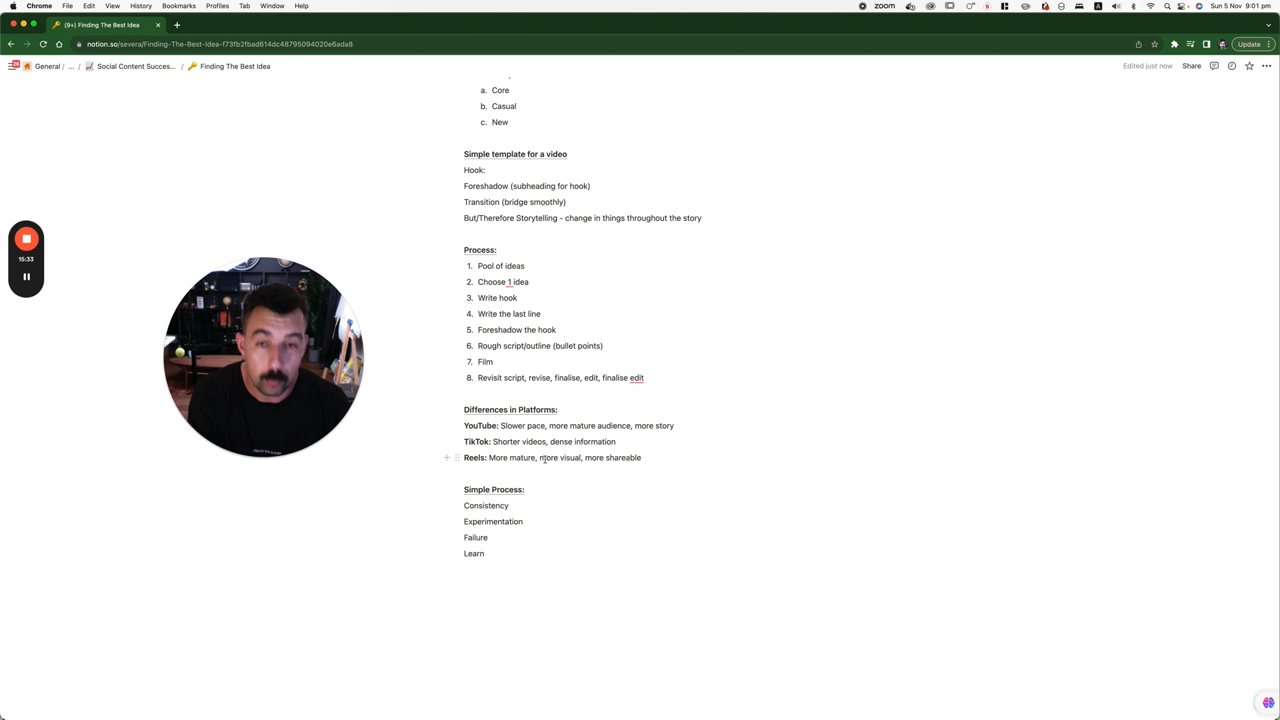 Chrome File Edit View History Bookmarks Profiles Tab Window Help
zoom
Sun 5 Nov 9:01 pm
(9+) Finding The Best Idea
notion.so/severa/Finding-The-Best-Idea-f73fb2fbad614dc48795094020e6ada8
Update
General / ... / Social Content Succes... / Finding The Best Idea
Edited just now Share
a. Core
b. Casual
c. New
Simple template for a video
Hook:
Foreshadow (subheading for hook)
Transition (bridge smoothly)
But/Therefore Storytelling - change in things throughout the story
15:33
Process:
1. Pool of ideas
2. Choose 1 idea
3. Write hook
4. Write the last line
5. Foreshadow the hook
6. Rough script/outline (bullet points)
7. Film
8. Revisit script, revise, finalise, edit, finalise edit
Differences in Platforms:
YouTube: Slower pace, more mature audience, more story
TikTok: Shorter videos, dense information
Reels: More mature, more visual, more shareable
Simple Process:
Consistency
Experimentation
Failure
Learn